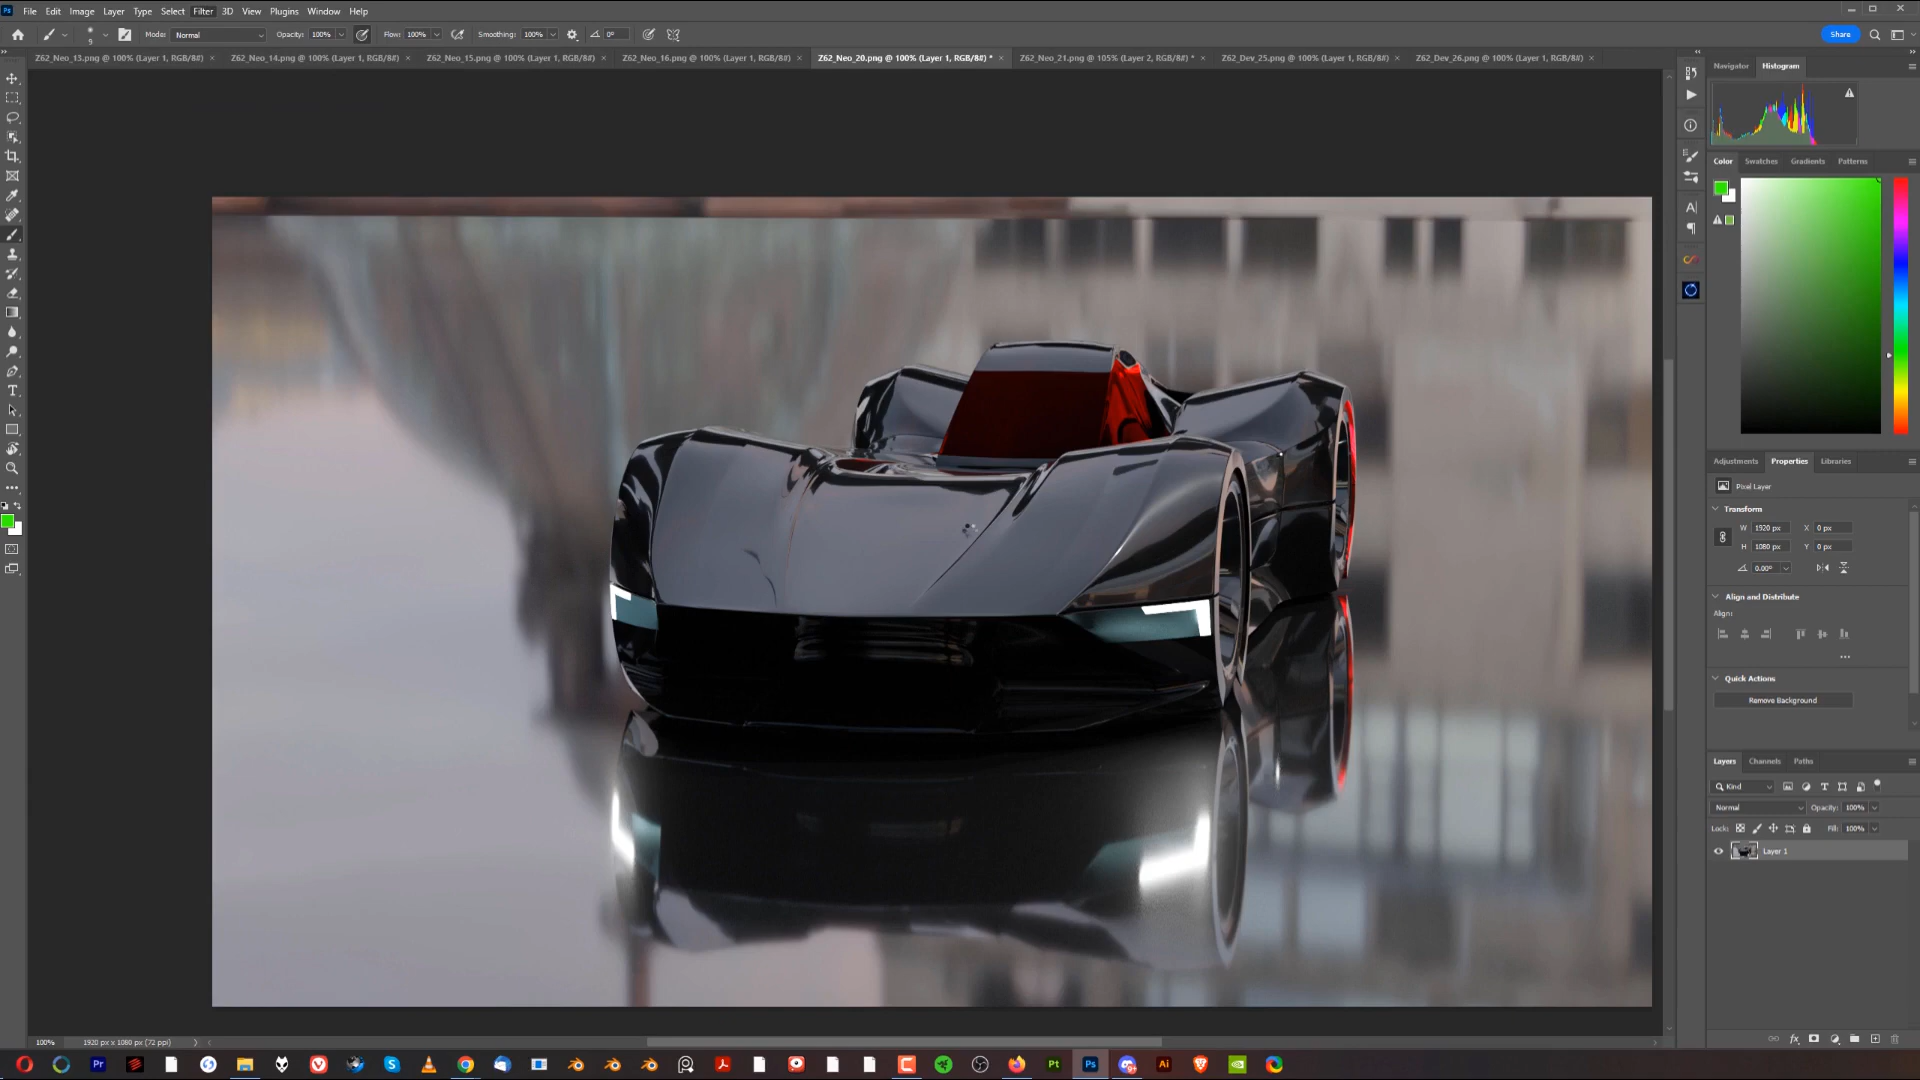 File Edit Image Layer Type Select Filter 3D View Plugins Window Help
9 Mode: Normal Opacity: 100% Flow: 100% Smoothing: 100% 0° Share
Z62_Neo_13.png @ 100% (Layer 1, RGB/8#) × Z62_Neo_14.png @ 100% (Layer 1, RGB/8#) × Z62_Neo_15.png @ 100% (Layer 1, RGB/8#) × Z62_Neo_16.png @ 100% (Layer 1, RGB/8#) × Z62_Neo_20.png @ 100% (Layer 1, RGB/8#) * × Z62_Neo_21.png @ 105% (Layer 2, RGB/8#) * × Z62_Dev_25.png @ 100% (Layer 1, RGB/8#) × Z62_Dev_26.png @ 100% (Layer 1, RGB/8#) ×
Navigator Histogram
Color Swatches Gradients Patterns
Adjustments Properties Libraries
Pixel Layer
Transform
W 1920 px X 0 px
H 1080 px Y 0 px
0.00°
Align and Distribute
Align:
Quick Actions
Remove Background
Layers Channels Paths
Kind
Normal Opacity: 100%
Lock: Fill: 100%
Layer 1
100% 1920 px x 1080 px (72 ppi)